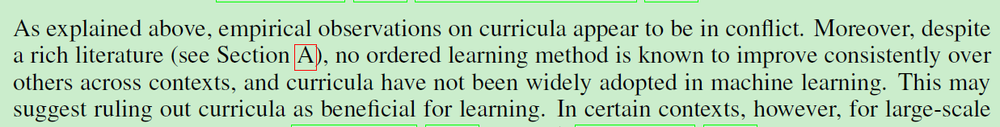 As explained above, empirical observations on curricula appear to be in conflict. Moreover, despite
a rich literature (see Section A), no ordered learning method is known to improve consistently over
others across contexts, and curricula have not been widely adopted in machine learning. This may
suggest ruling out curricula as beneficial for learning. In certain contexts, however, for large-scale